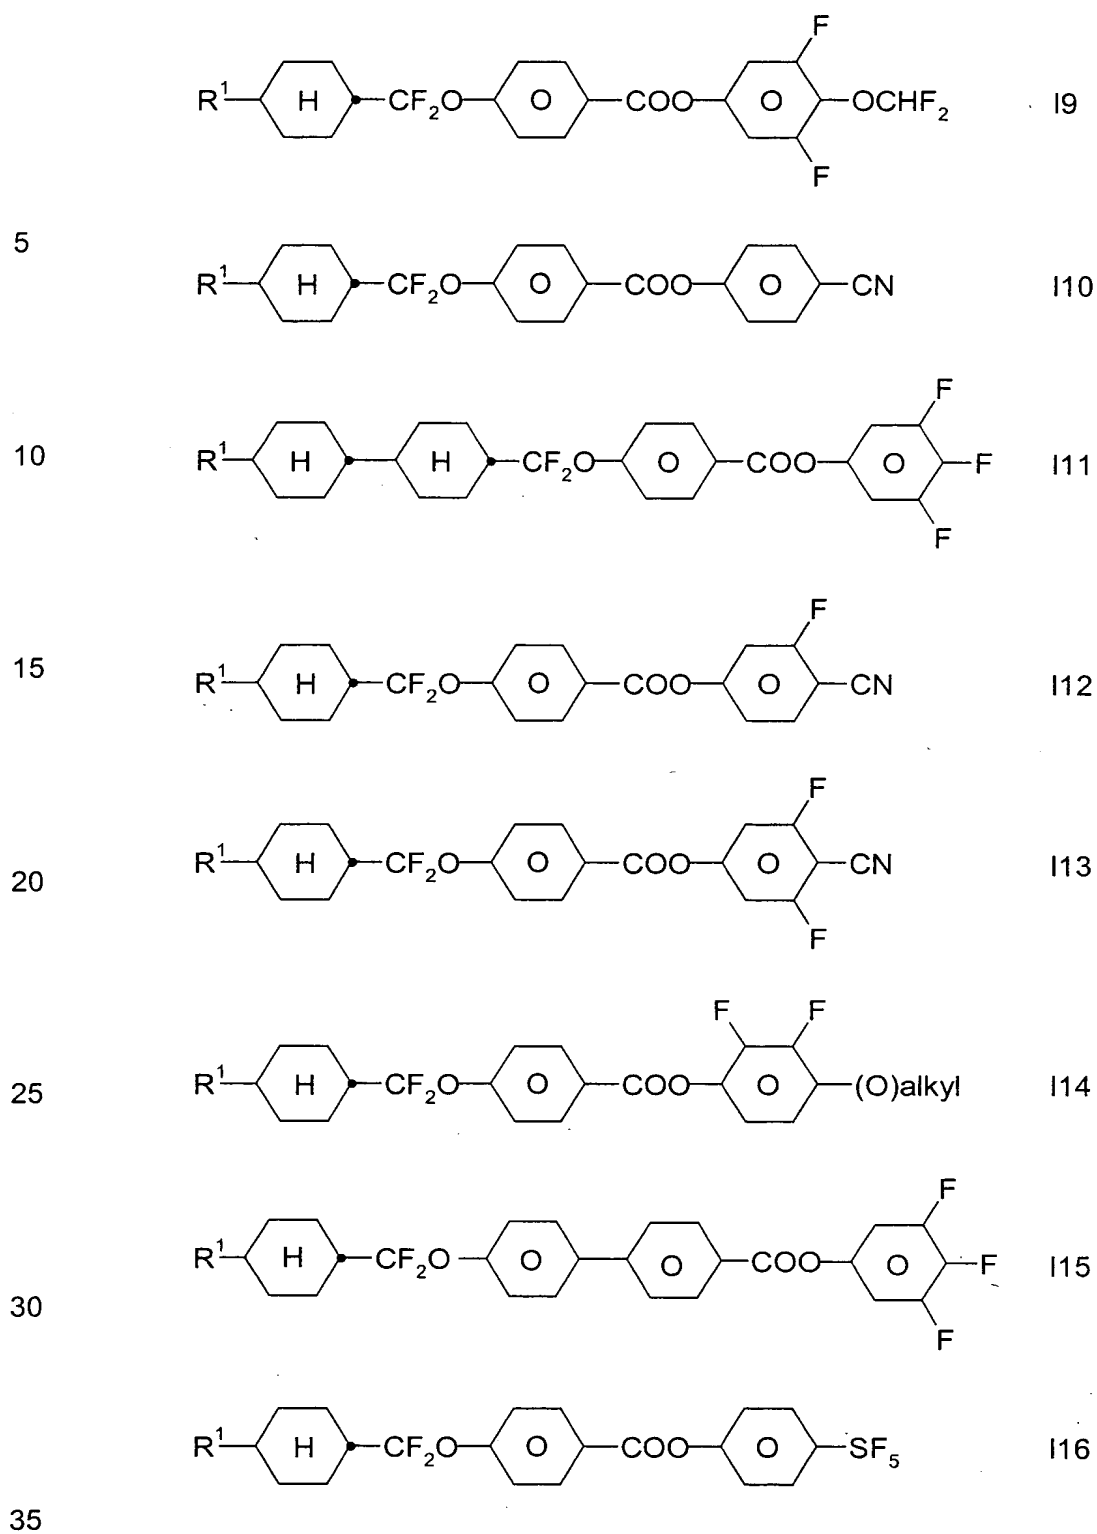 F
R¹ H CF₂O O COO O OCHF₂ I9
F
5
R¹ H CF₂O O COO O CN I10
F
10 R¹ H H CF₂O O COO O F I11
F
F
15 R¹ H CF₂O O COO O CN I12
F
20 R¹ H CF₂O O COO O CN I13
F
F F
25 R¹ H CF₂O O COO O (O)alkyl I14
F
R¹ H CF₂O O O COO O F I15
30
F
R¹ H CF₂O O COO O SF₅ I16
35